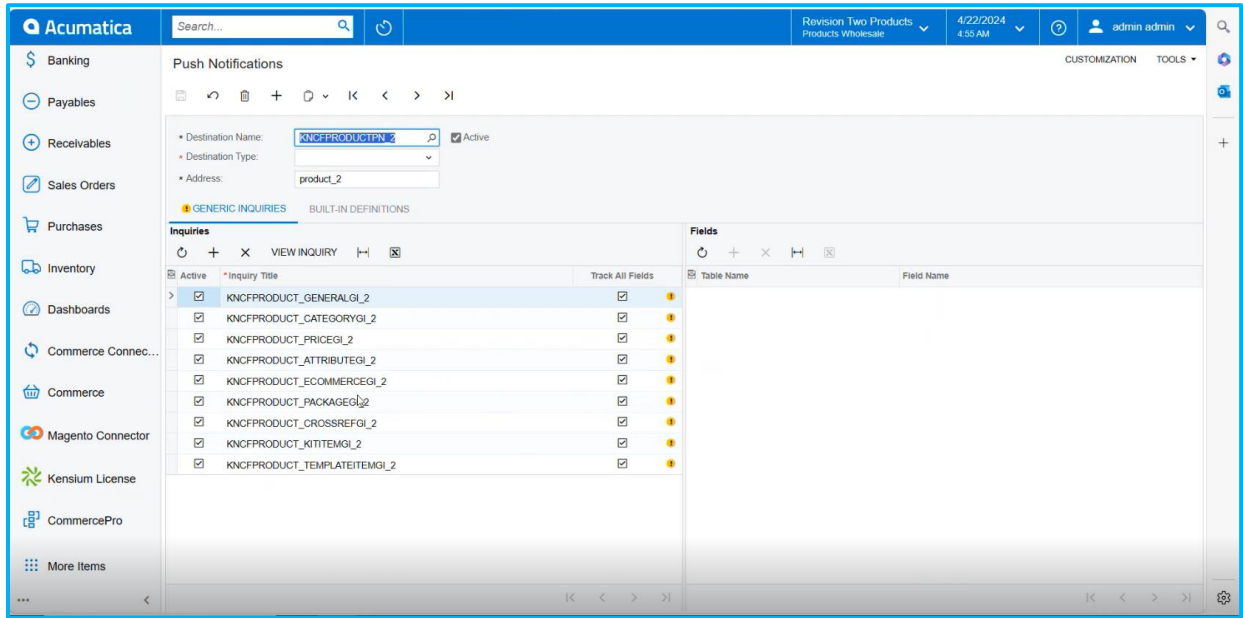 Acumatica
Search...
Revision Two Products
Products Wholesale
4/22/2024
4:55 AM
admin admin
Banking
Payables
Receivables
Sales Orders
Purchases
Inventory
Dashboards
Commerce Connec...
Commerce
Magento Connector
Kensium License
CommercePro
More Items
Push Notifications
CUSTOMIZATION TOOLS
* Destination Name: KNCFPRODUCTPN_2 Active
* Destination Type:
* Address: product_2
GENERIC INQUIRIES BUILT-IN DEFINITIONS
Inquiries
VIEW INQUIRY
Active * Inquiry Title Track All Fields
KNCFPRODUCT_GENERALGI_2
KNCFPRODUCT_CATEGORYGI_2
KNCFPRODUCT_PRICEGI_2
KNCFPRODUCT_ATTRIBUTEGI_2
KNCFPRODUCT_ECOMMERCEGI_2
KNCFPRODUCT_PACKAGEGI_2
KNCFPRODUCT_CROSSREFGI_2
KNCFPRODUCT_KITITEMGI_2
KNCFPRODUCT_TEMPLATEITEMGI_2
Fields
Table Name Field Name